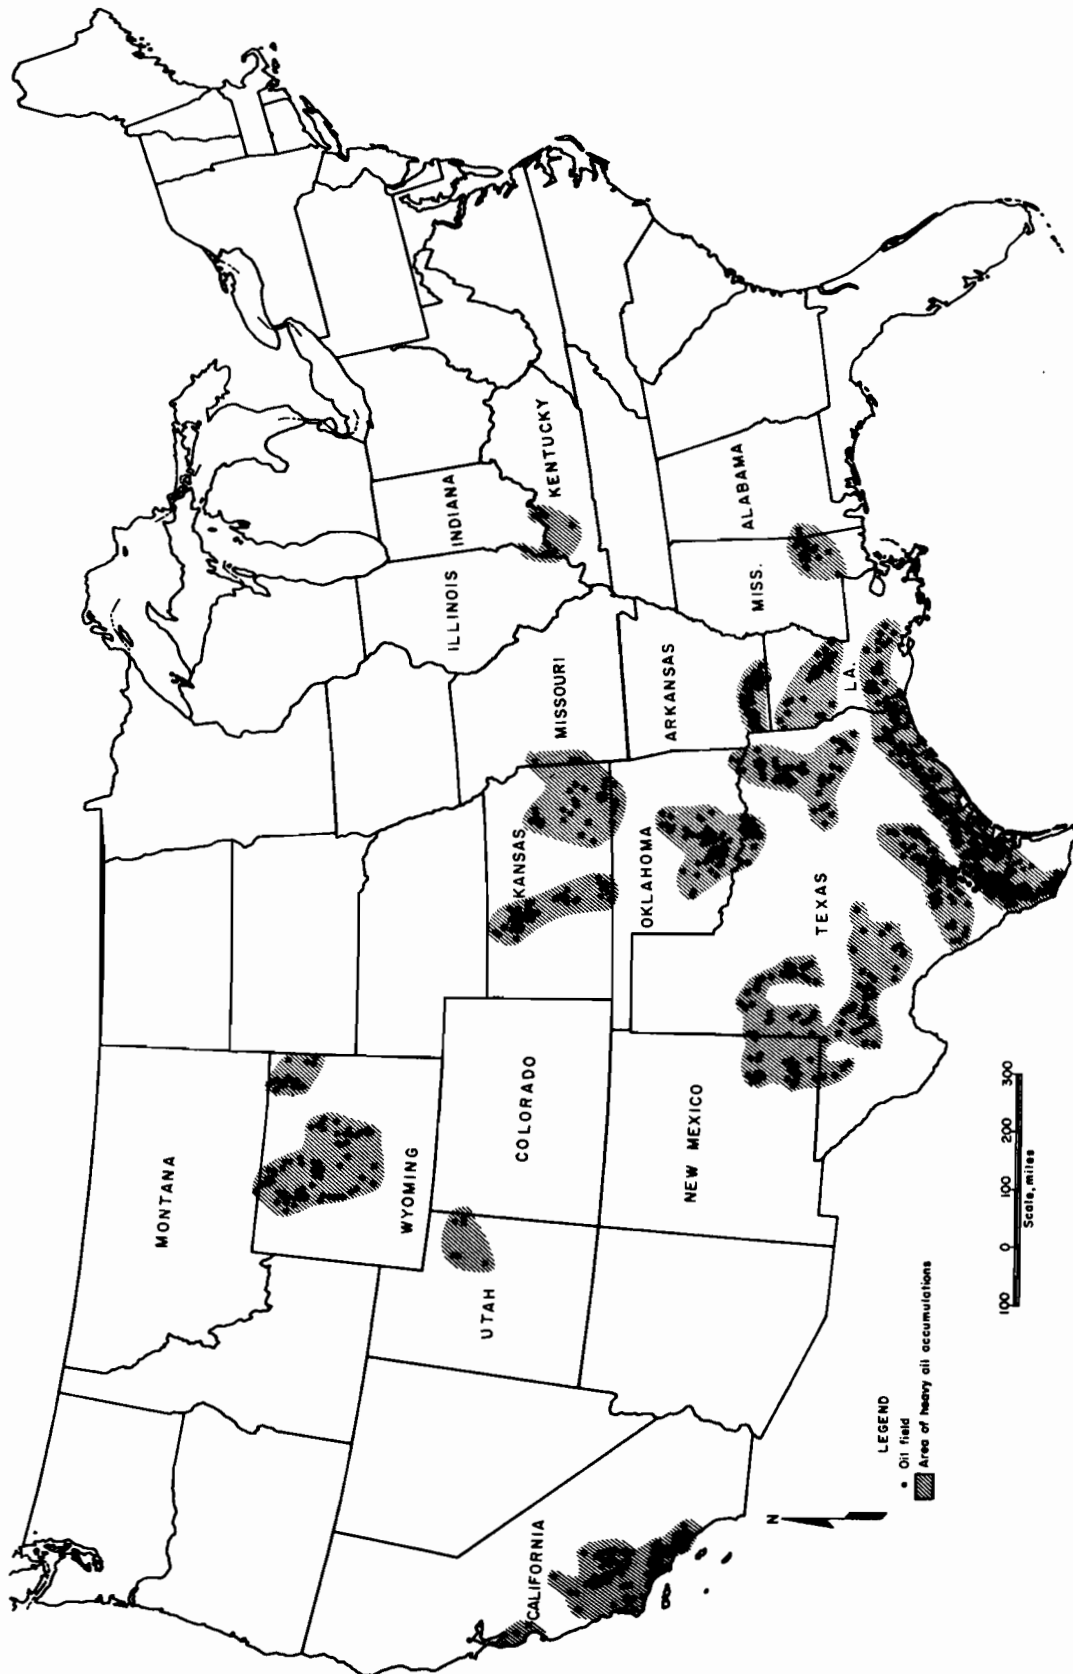 MONTANA
WYOMING
UTAH
COLORADO
NEW MEXICO
CALIFORNIA
KANSAS
OKLAHOMA
TEXAS
MISSOURI
ARKANSAS
LA.
ILLINOIS
INDIANA
KENTUCKY
MISS.
ALABAMA
N
LEGEND
Oil field
Area of heavy oil accumulations
100 0 100 200 300
Scale, miles